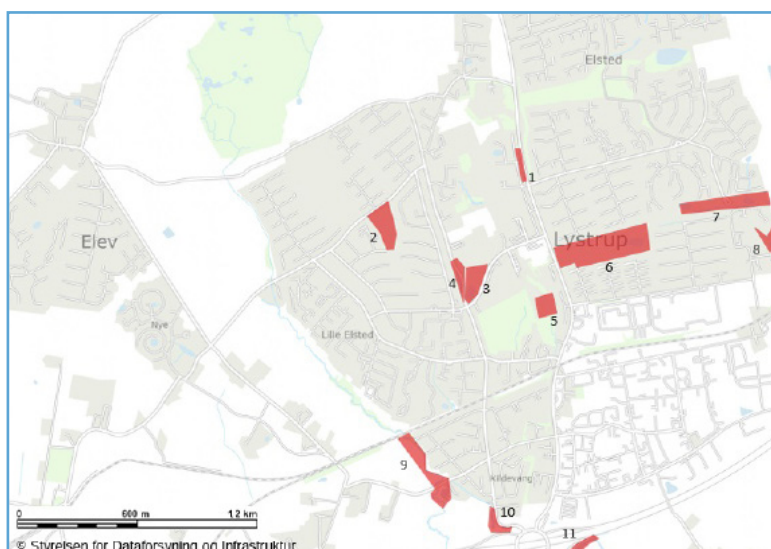 Elsted
1
2
7
Elev
Lystrup
8
6
4
3
5
Nye
Lille Elsted
9
Kildevang
10
0 600 m 1.2 km
11
© Styrelsen for Dataforsyning og Infrastruktur